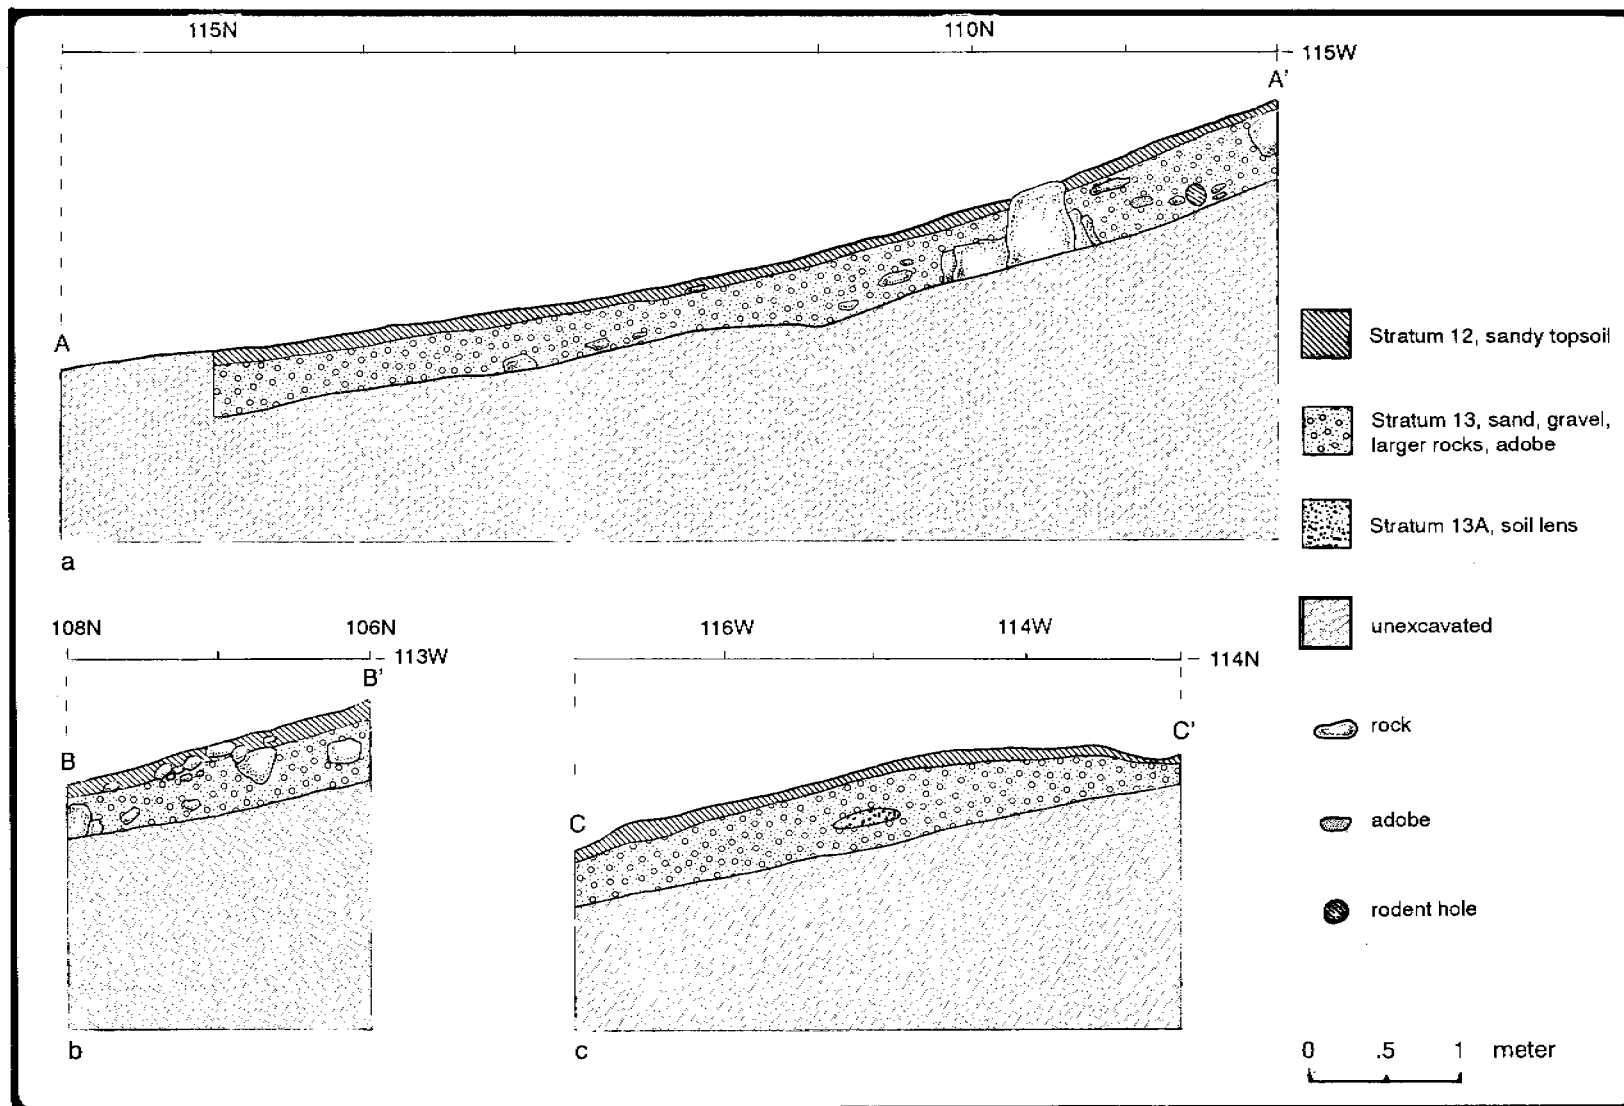 115N 110N
115W
A'
A
a
Stratum 12, sandy topsoil
Stratum 13, sand, gravel,
larger rocks, adobe
Stratum 13A, soil lens
unexcavated
rock
adobe
rodent hole
0 .5 1 meter
108N 106N
113W
B'
B
b
116W 114W
114N
C'
C
c